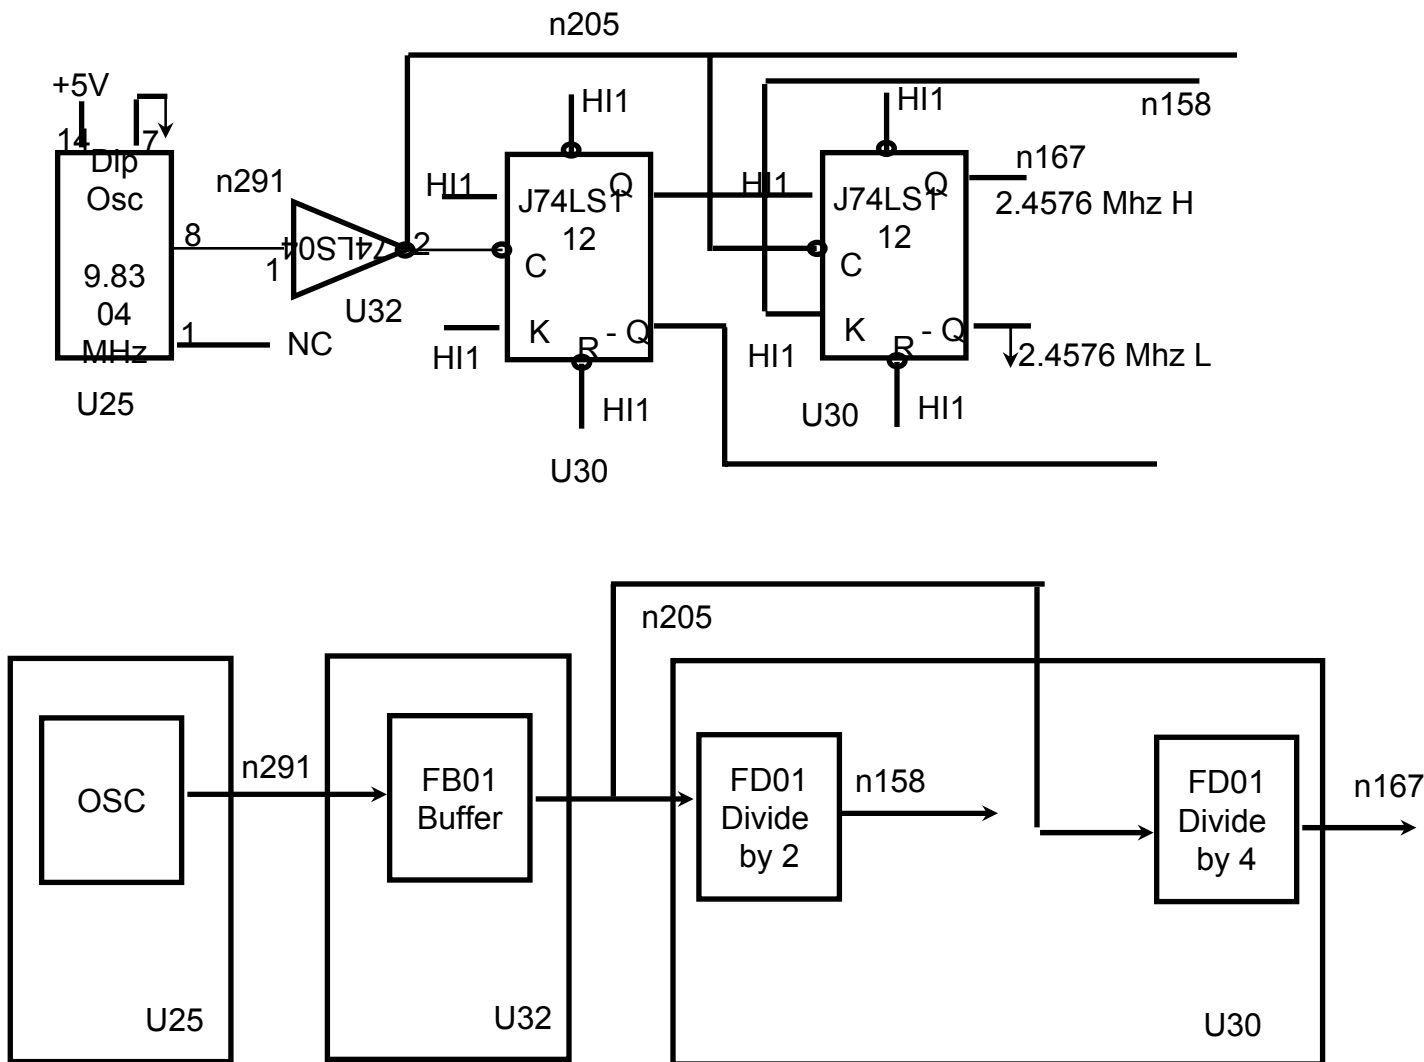 n205
+5V
14
7
Dip
Osc
9.83
04
MHz
8
1
NC
U25
n291
1
74LS04
2
U32
HI1
HI1
J74LS1
12
Q
C
K
R
- Q
HI1
HI1
U30
n158
HI1
HI1
J74LS1
12
Q
C
K
R
- Q
HI1
HI1
U30
n167
2.4576 Mhz H
2.4576 Mhz L
n205
OSC
U25
n291
FB01
Buffer
U32
FD01
Divide
by 2
n158
FD01
Divide
by 4
n167
U30